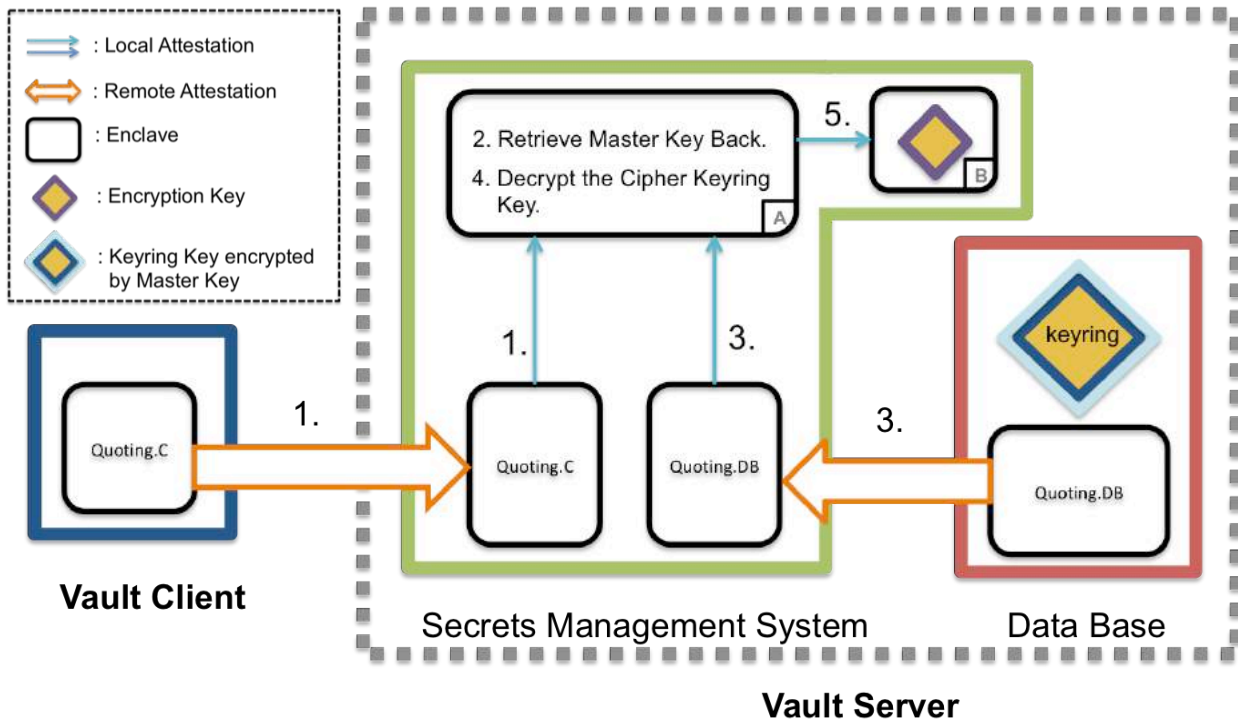 : Local Attestation
: Remote Attestation
: Enclave
: Encryption Key
: Keyring Key encrypted
by Master Key
2. Retrieve Master Key Back.
4. Decrypt the Cipher Keyring
Key.
A
5.
B
1.
3.
keyring
1.
3.
Quoting.C
Quoting.C
Quoting.DB
Quoting.DB
Vault Client
Secrets Management System
Data Base
Vault Server